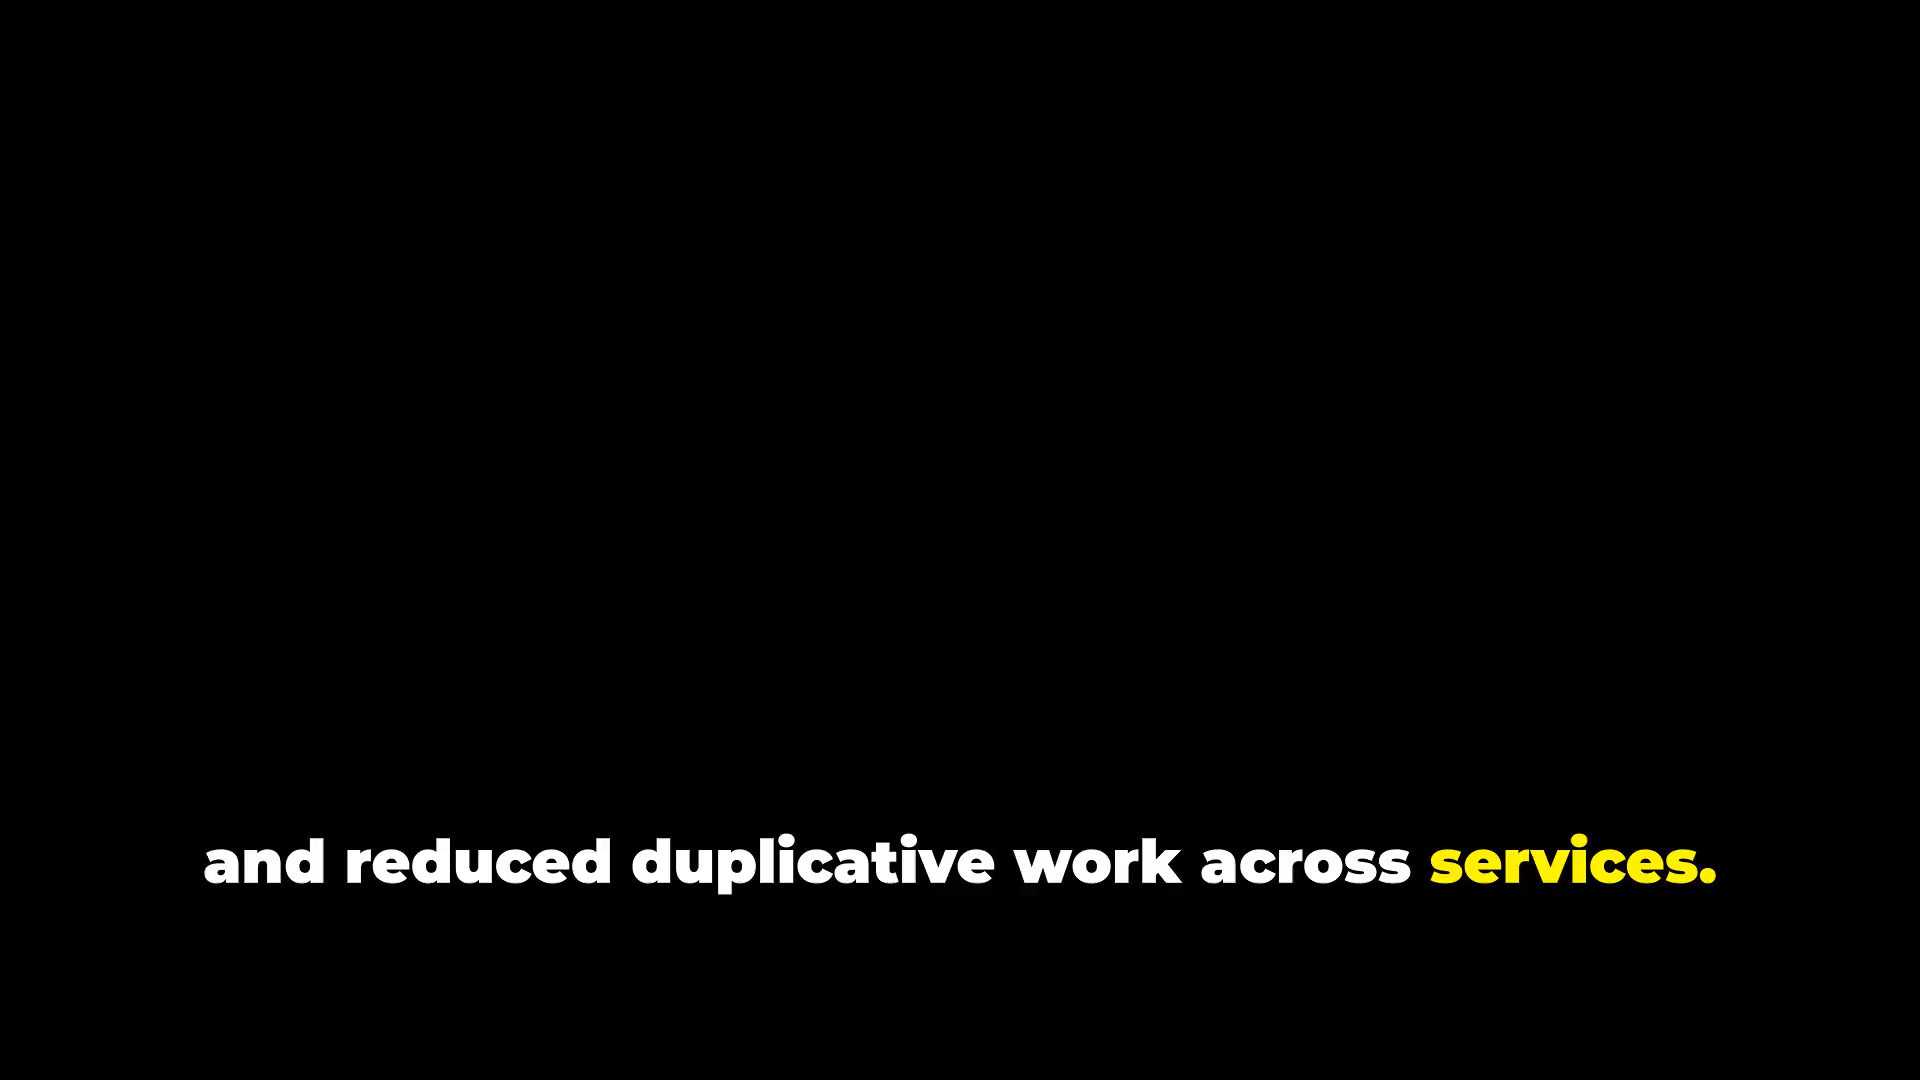 and reduced duplicative work across services.